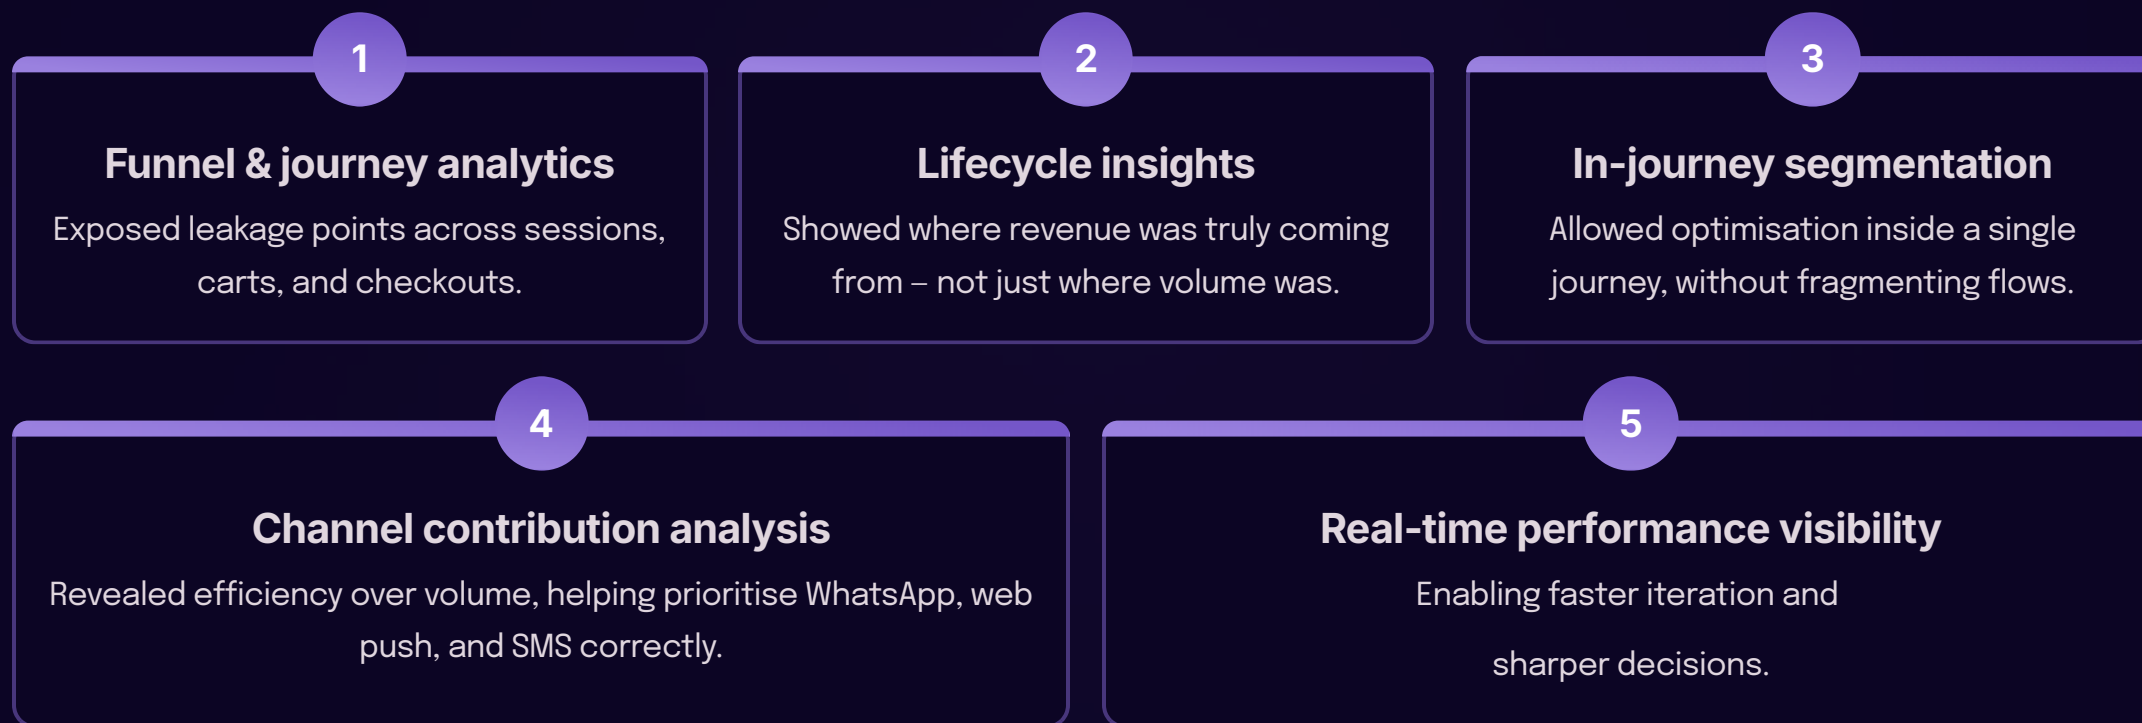 1
Funnel & journey analytics
Exposed leakage points across sessions,
carts, and checkouts.
2
Lifecycle insights
Showed where revenue was truly coming
from – not just where volume was.
3
In-journey segmentation
Allowed optimisation inside a single
journey, without fragmenting flows.
4
Channel contribution analysis
Revealed efficiency over volume, helping prioritise WhatsApp, web
push, and SMS correctly.
5
Real-time performance visibility
Enabling faster iteration and
sharper decisions.